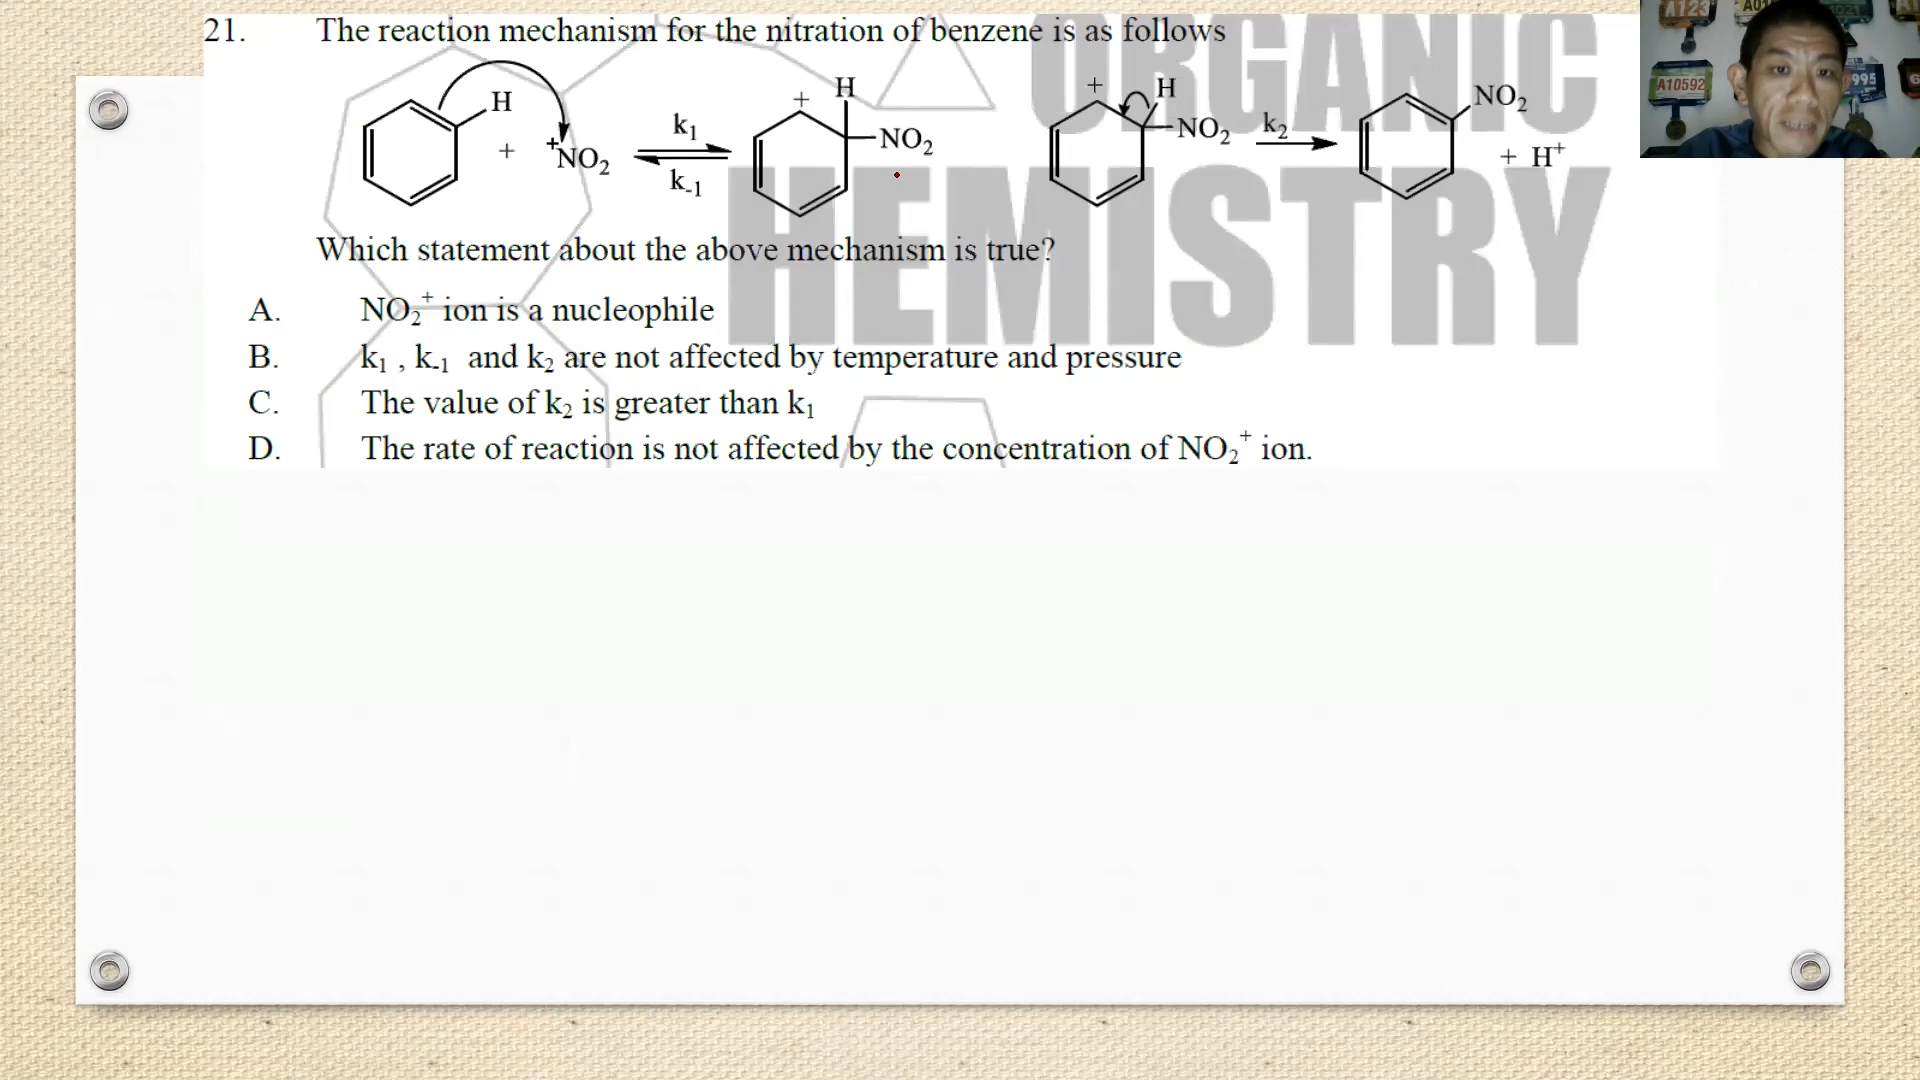 21. The reaction mechanism for the nitration of benzene is as follows
ORGANIC
CHEMISTRY
H
+ +NO₂
k₁
k₋₁
+ H
NO₂
+ H
NO₂
k₂
NO₂
+ H⁺
Which statement about the above mechanism is true?
A. NO₂⁺ ion is a nucleophile
B. k₁ , k₋₁ and k₂ are not affected by temperature and pressure
C. The value of k₂ is greater than k₁
D. The rate of reaction is not affected by the concentration of NO₂⁺ ion.
A123
A10592
995